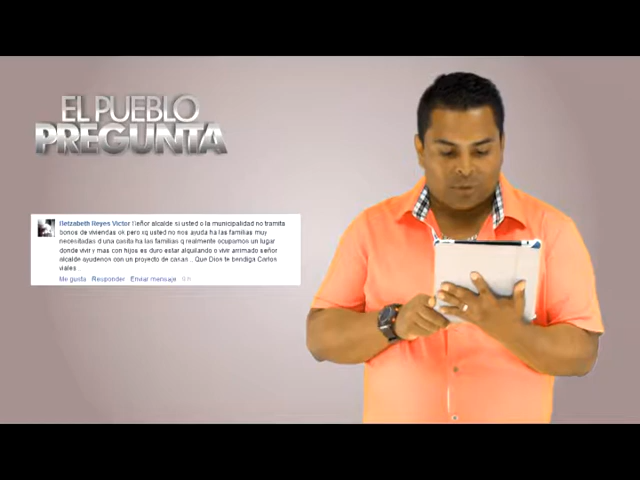 EL PUEBLO
PREGUNTA
Betzabeth Reyes Victor Señor alcalde si usted o la municipalidad no tramita
bonos de viviendas ok pero xq usted no nos ayuda ha las familias muy
necesitadas d una casita ha las familias q realmente ocupamos un lugar
donde vivir y mas con hijos es duro estar alquilando o vivir arrimado señor
alcalde ayudenos con un proyecto de casas... Que Dios te bendiga Carlos
viales...
Me gusta Responder Enviar mensaje